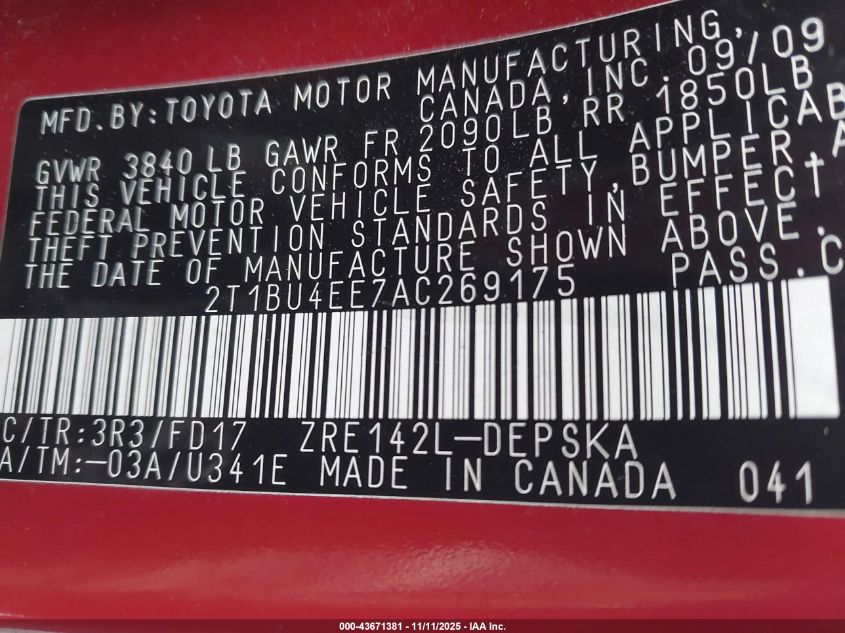 MFD.BY:TOYOTA MOTOR MANUFACTURING,
CANADA, INC. 09/09
GVWR 3840 LB GAWR FR 2090LB, RR 1850LB
THIS VEHICLE CONFORMS TO ALL APPLICAB
FEDERAL MOTOR VEHICLE SAFETY, BUMPER, A
THEFT PREVENTION STANDARDS IN EFFECT
THE DATE OF MANUFACTURE SHOWN ABOVE.
2T1BU4EE7AC269175 PASS.C
C/TR:3R3/FD17 ZRE142L-DEPSKA
A/TM:-03A/U341E MADE IN CANADA 041
000-43671381 - 11/11/2025 - IAA Inc.